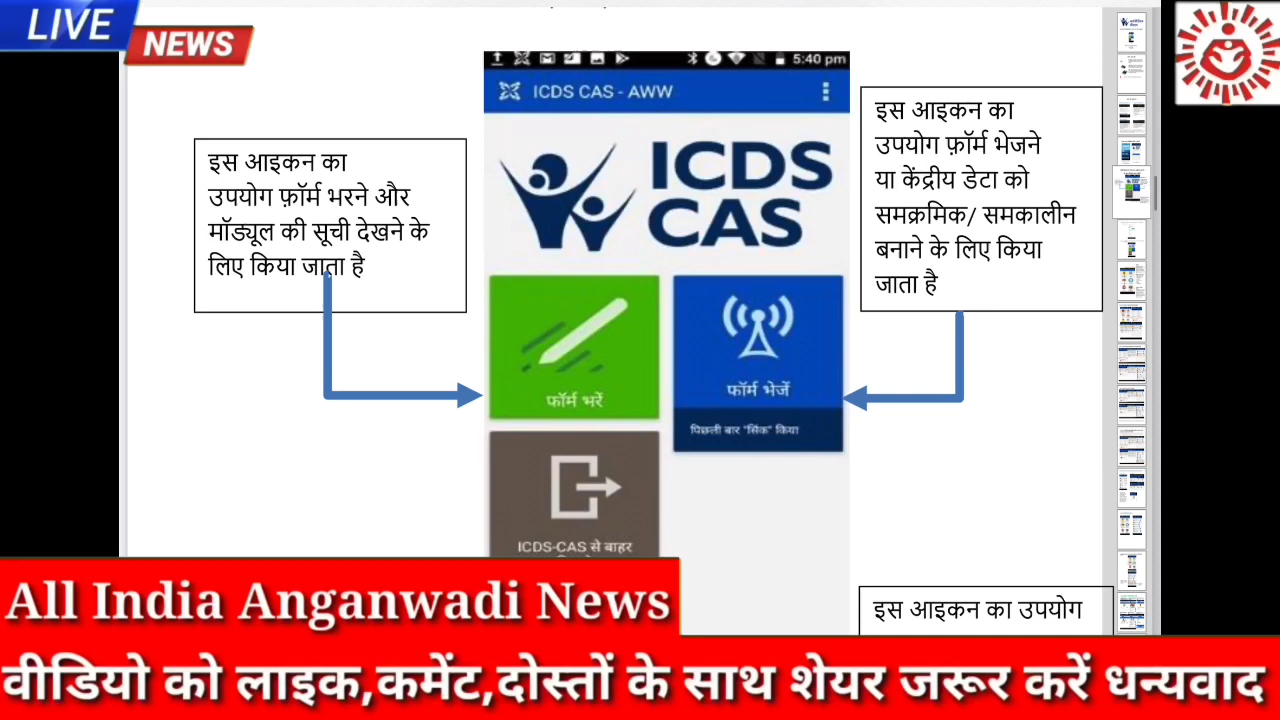 LIVE
NEWS
5:40 pm
ICDS CAS - AWW
ICDS
CAS
इस आइकन का
उपयोग फ़ॉर्म भरने और
मॉड्यूल की सूची देखने के
लिए किया जाता है
इस आइकन का
उपयोग फ़ॉर्म भेजने
या केंद्रीय डेटा को
समक्रमिक/ समकालीन
बनाने के लिए किया
जाता है
फॉर्म भरें
फॉर्म भेजें
पिछली बार "सिंक" किया
ICDS-CAS से बाहर
इस आइकन का उपयोग
All India Anganwadi News
वीडियो को लाइक,कमेंट,दोस्तों के साथ शेयर जरूर करें धन्यवाद